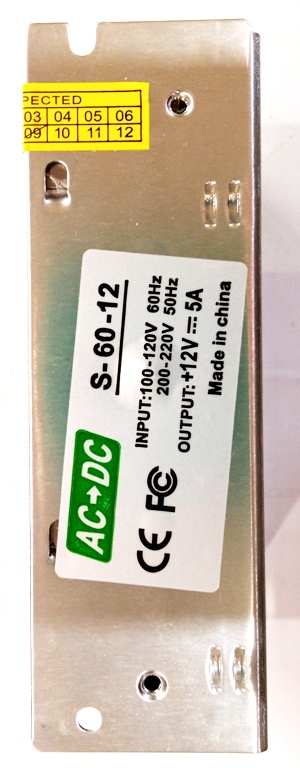 PECTED
03 04 05 06
09 10 11 12
S-60-12
INPUT:100-120V 60Hz
200-220V 50Hz
OUTPUT:+12V⎓5A
Made in china
AC→DC
CE FC